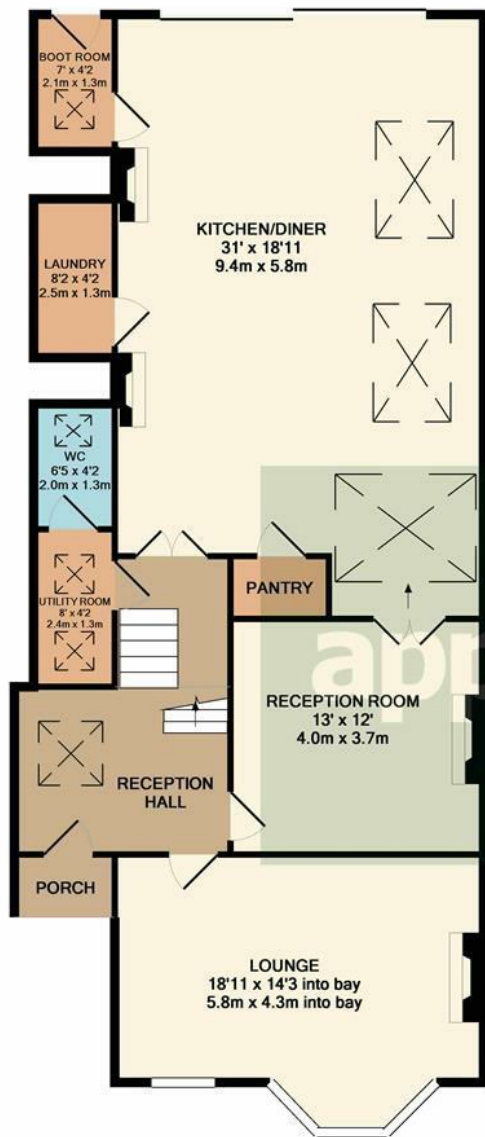 BOOT ROOM
7' x 4'2
2.1m x 1.3m
KITCHEN/DINER
31' x 18'11
9.4m x 5.8m
LAUNDRY
8'2 x 4'2
2.5m x 1.3m
WC
6'5 x 4'2
2.0m x 1.3m
PANTRY
UTILITY ROOM
8' x 4'2
2.4m x 1.3m
apr
RECEPTION ROOM
13' x 12'
4.0m x 3.7m
RECEPTION
HALL
PORCH
LOUNGE
18'11 x 14'3 into bay
5.8m x 4.3m into bay